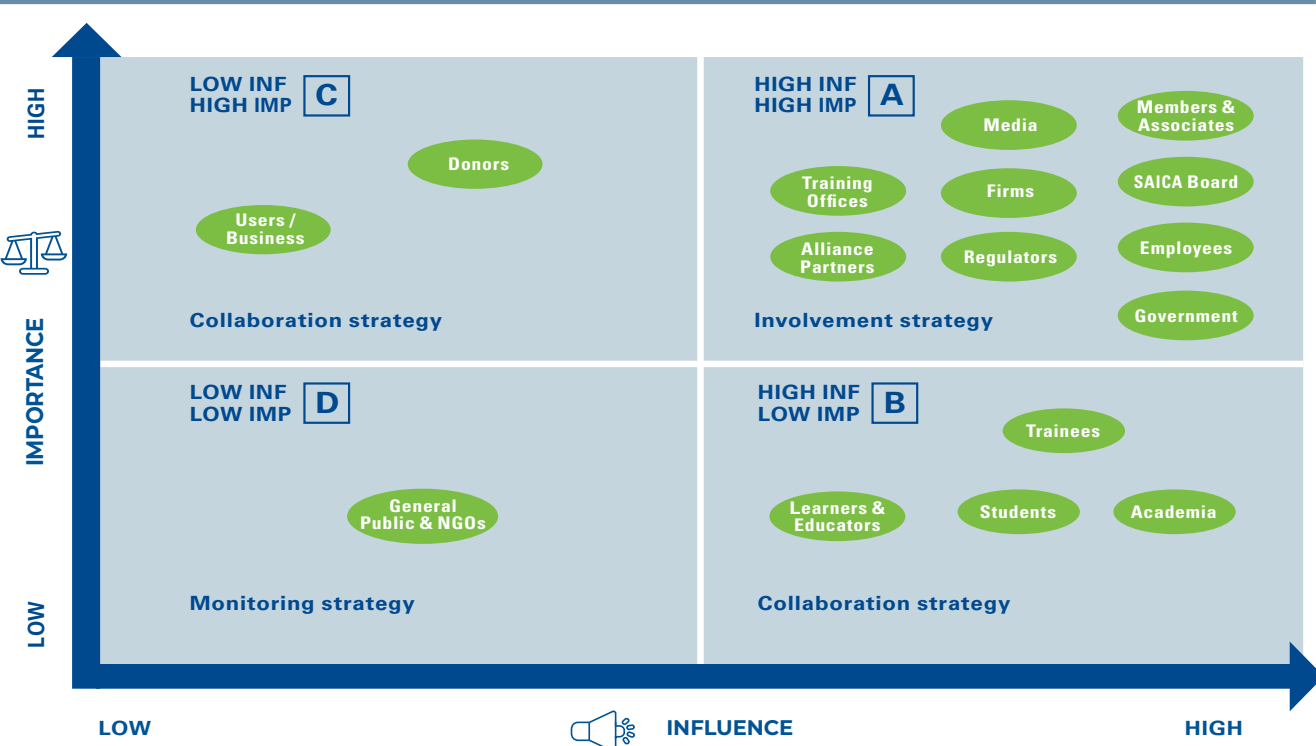 HIGH
IMPORTANCE
LOW
LOW INF
HIGH IMP
C
Donors
Users /
Business
Collaboration strategy
HIGH INF
HIGH IMP
A
Media
Members &
Associates
Training
Offices
Firms
SAICA Board
Alliance
Partners
Regulators
Employees
Government
Involvement strategy
LOW INF
LOW IMP
D
General
Public & NGOs
Monitoring strategy
HIGH INF
LOW IMP
B
Trainees
Learners &
Educators
Students
Academia
Collaboration strategy
LOW
INFLUENCE
HIGH